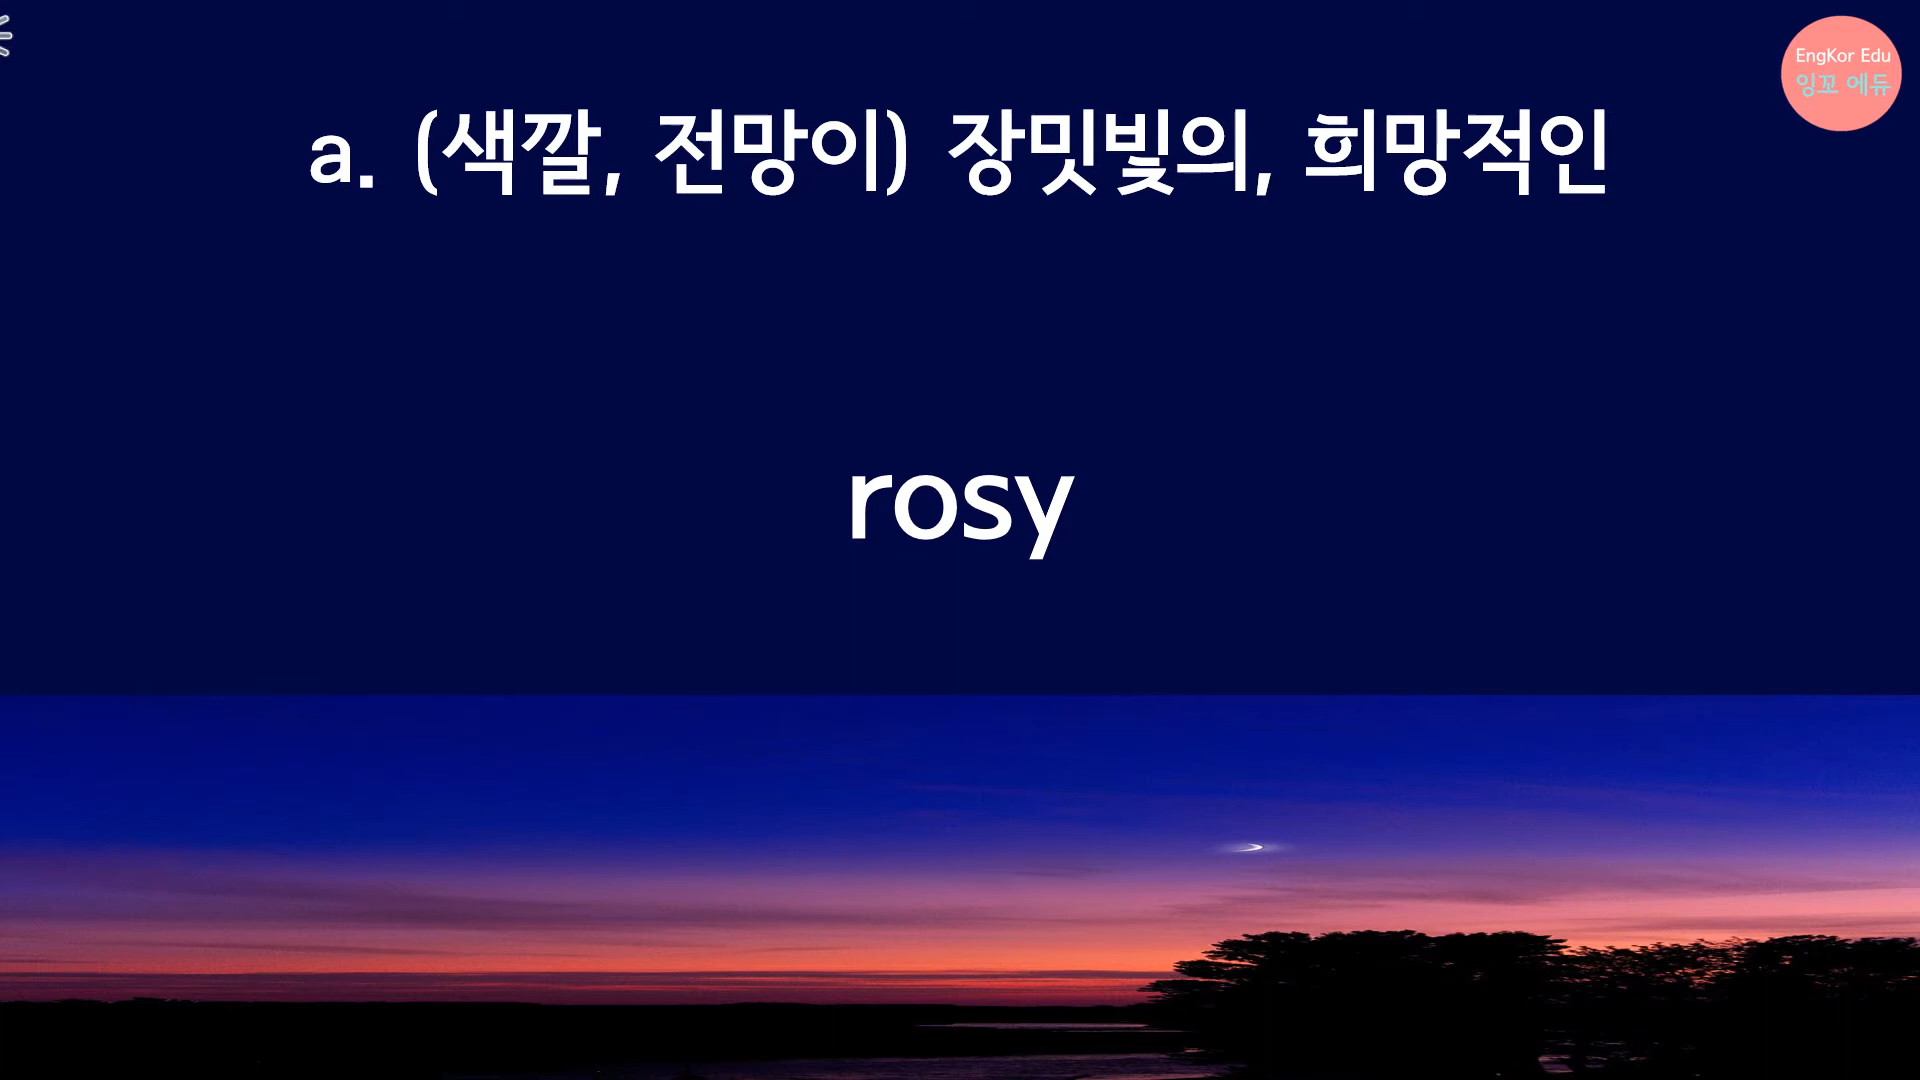 EngKor Edu
잉꼬 에듀
a. (색깔, 전망이) 장밋빛의, 희망적인
rosy